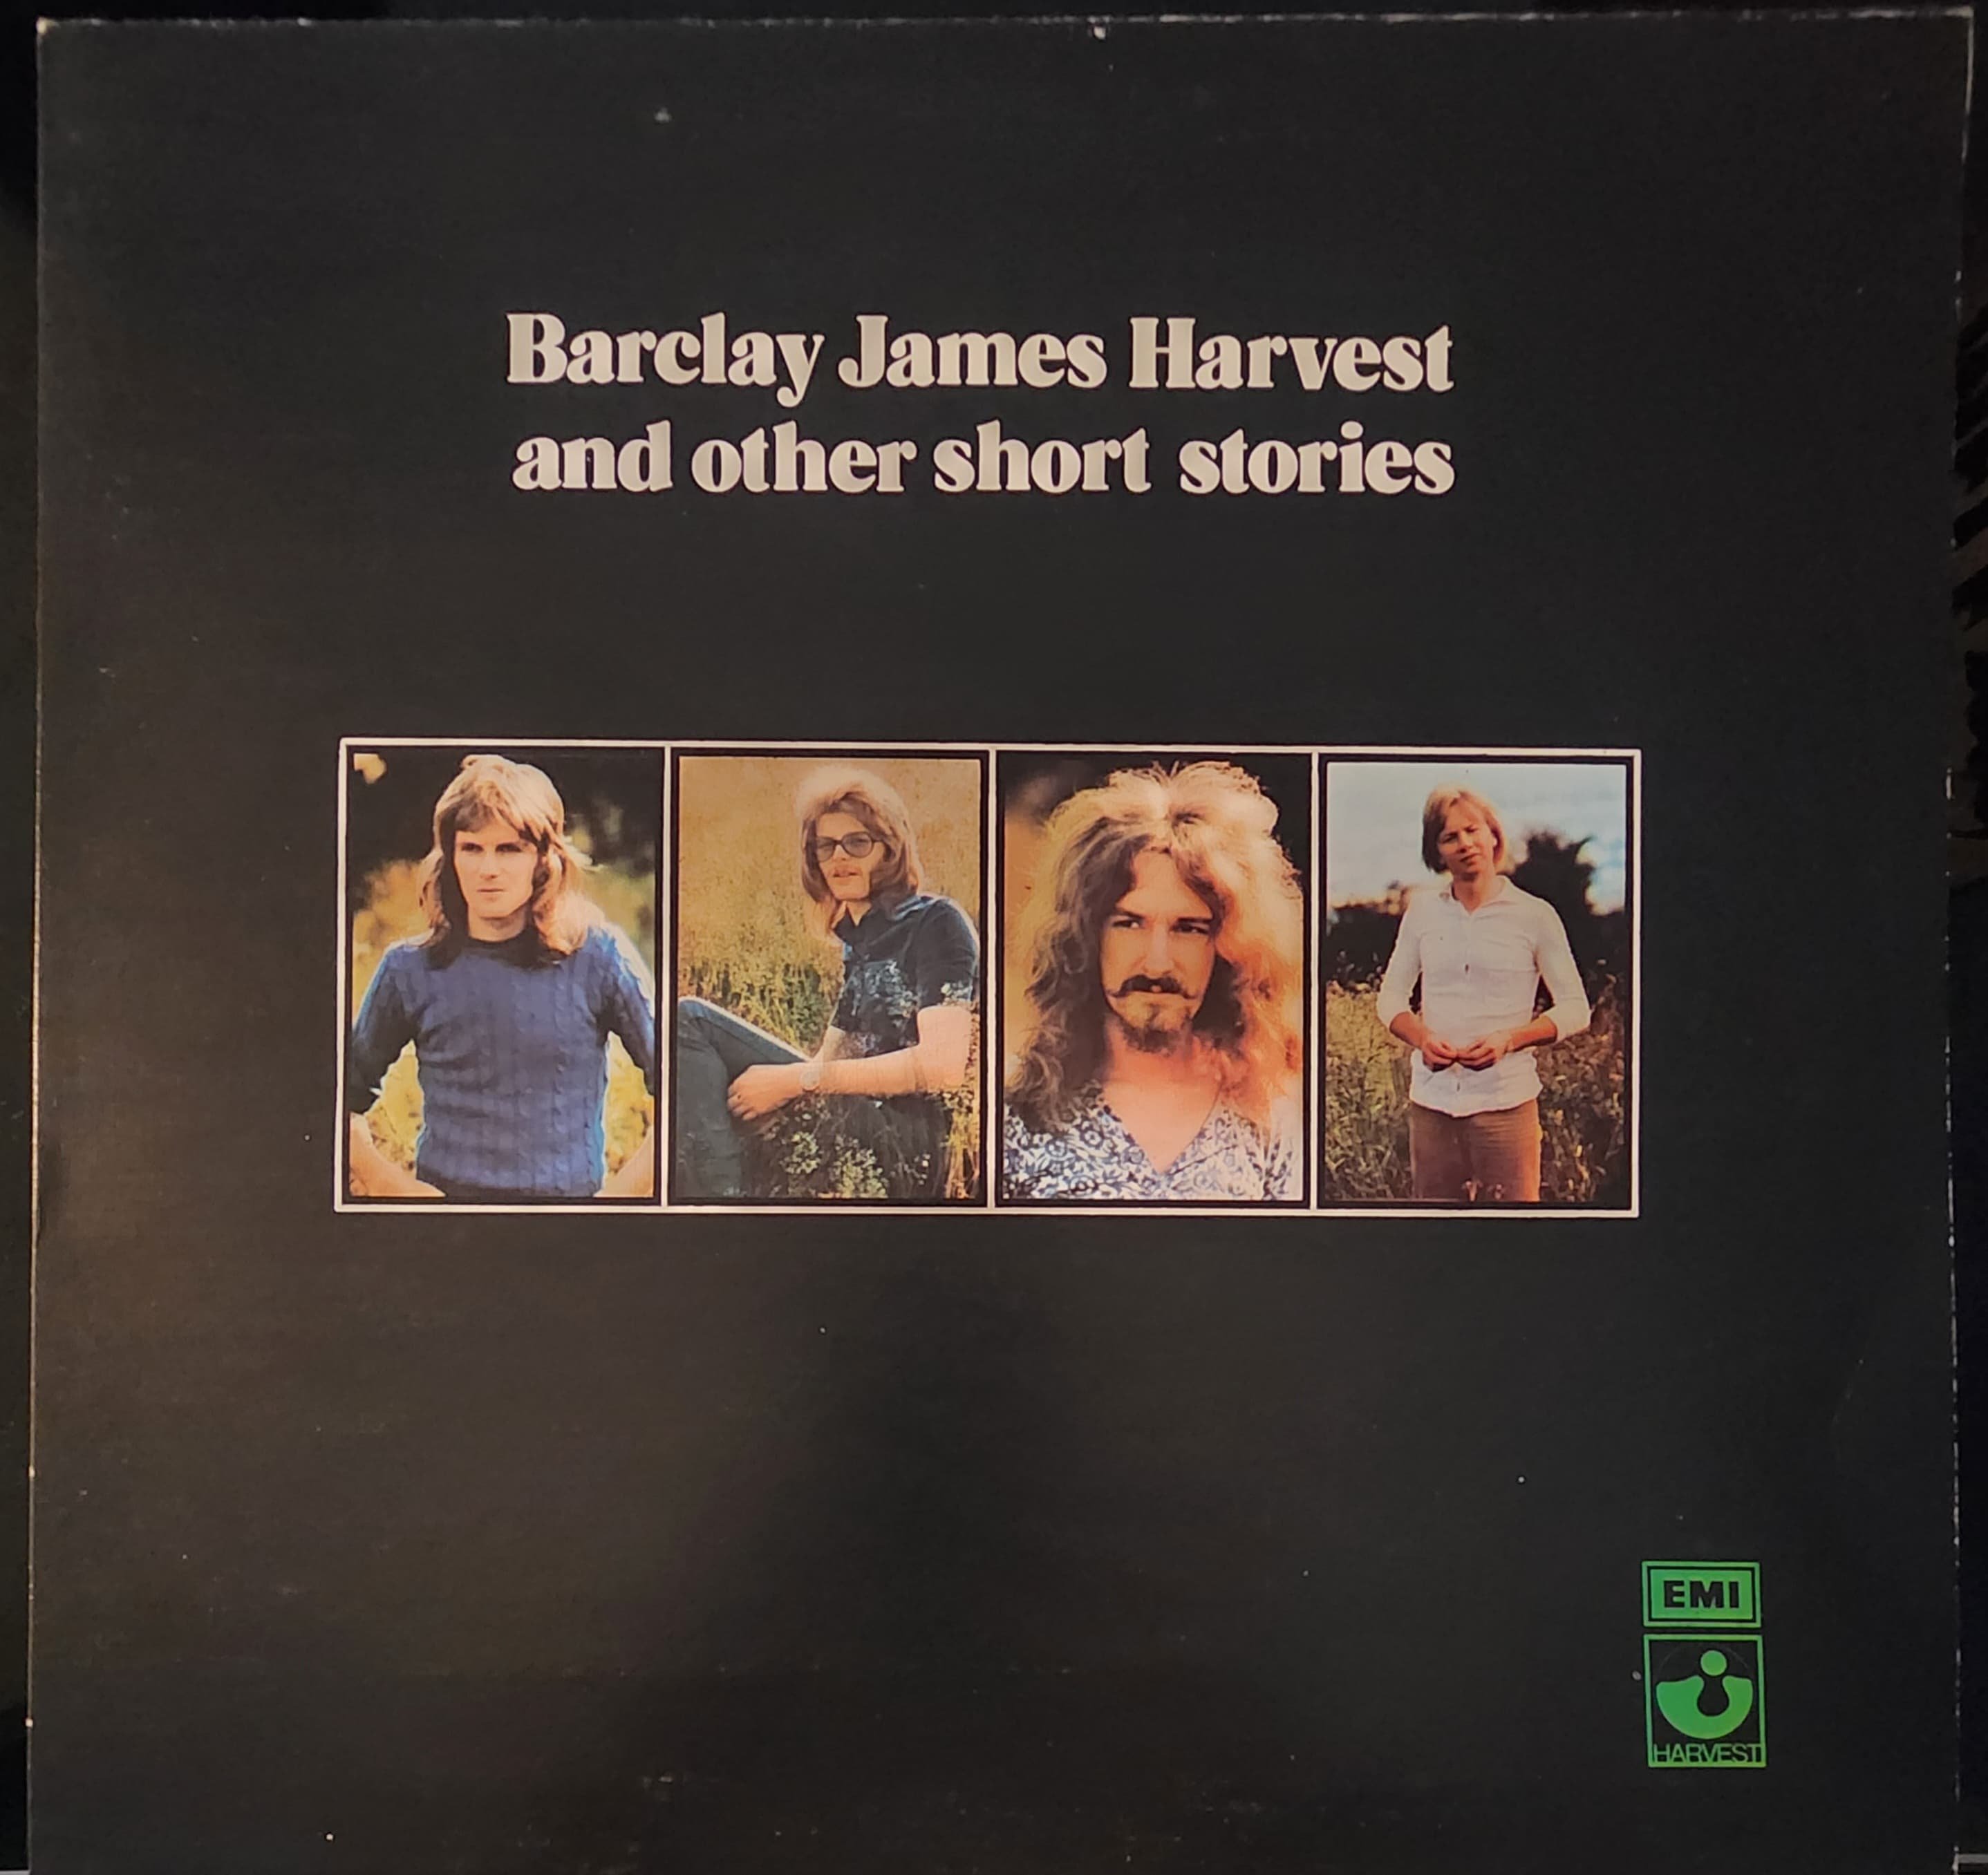 Barclay James Harvest
and other short stories
EMI
HARVEST